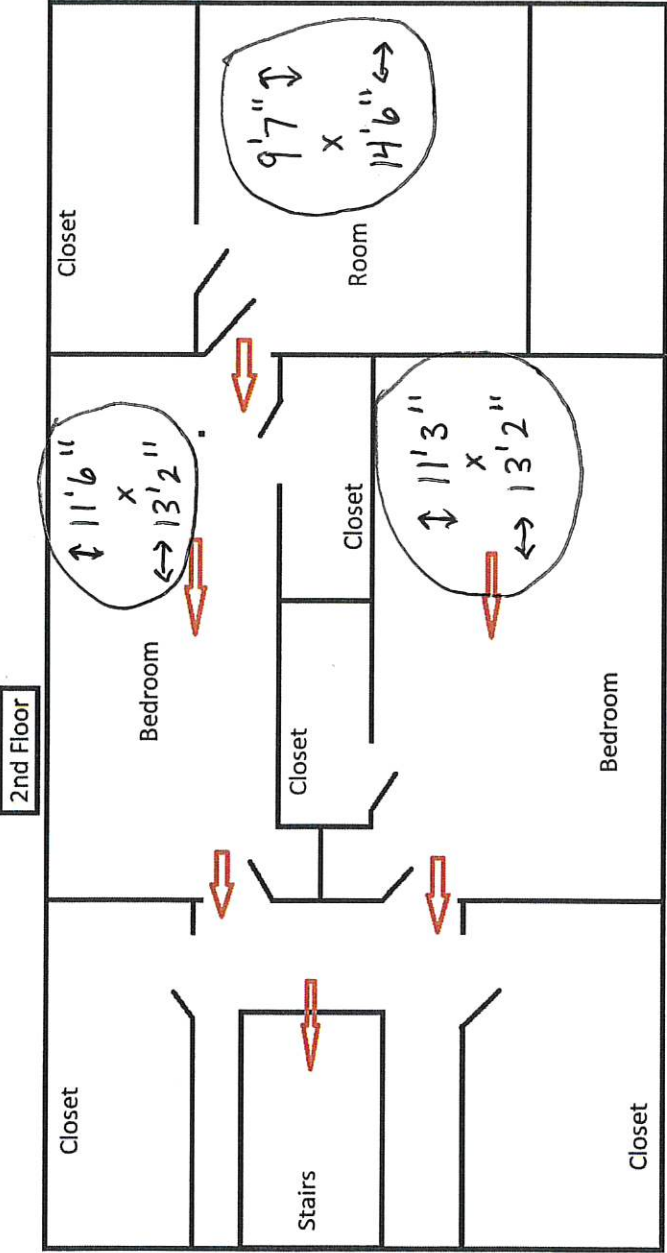 2nd Floor
Closet
Closet
↕ 11'6"
x
↔ 13'2"
Bedroom
9'7" ↕
x
14'6" ↔
Closet
Stairs
Closet
Room
↕ 11'3"
x
↔ 13'2"
Bedroom
Closet